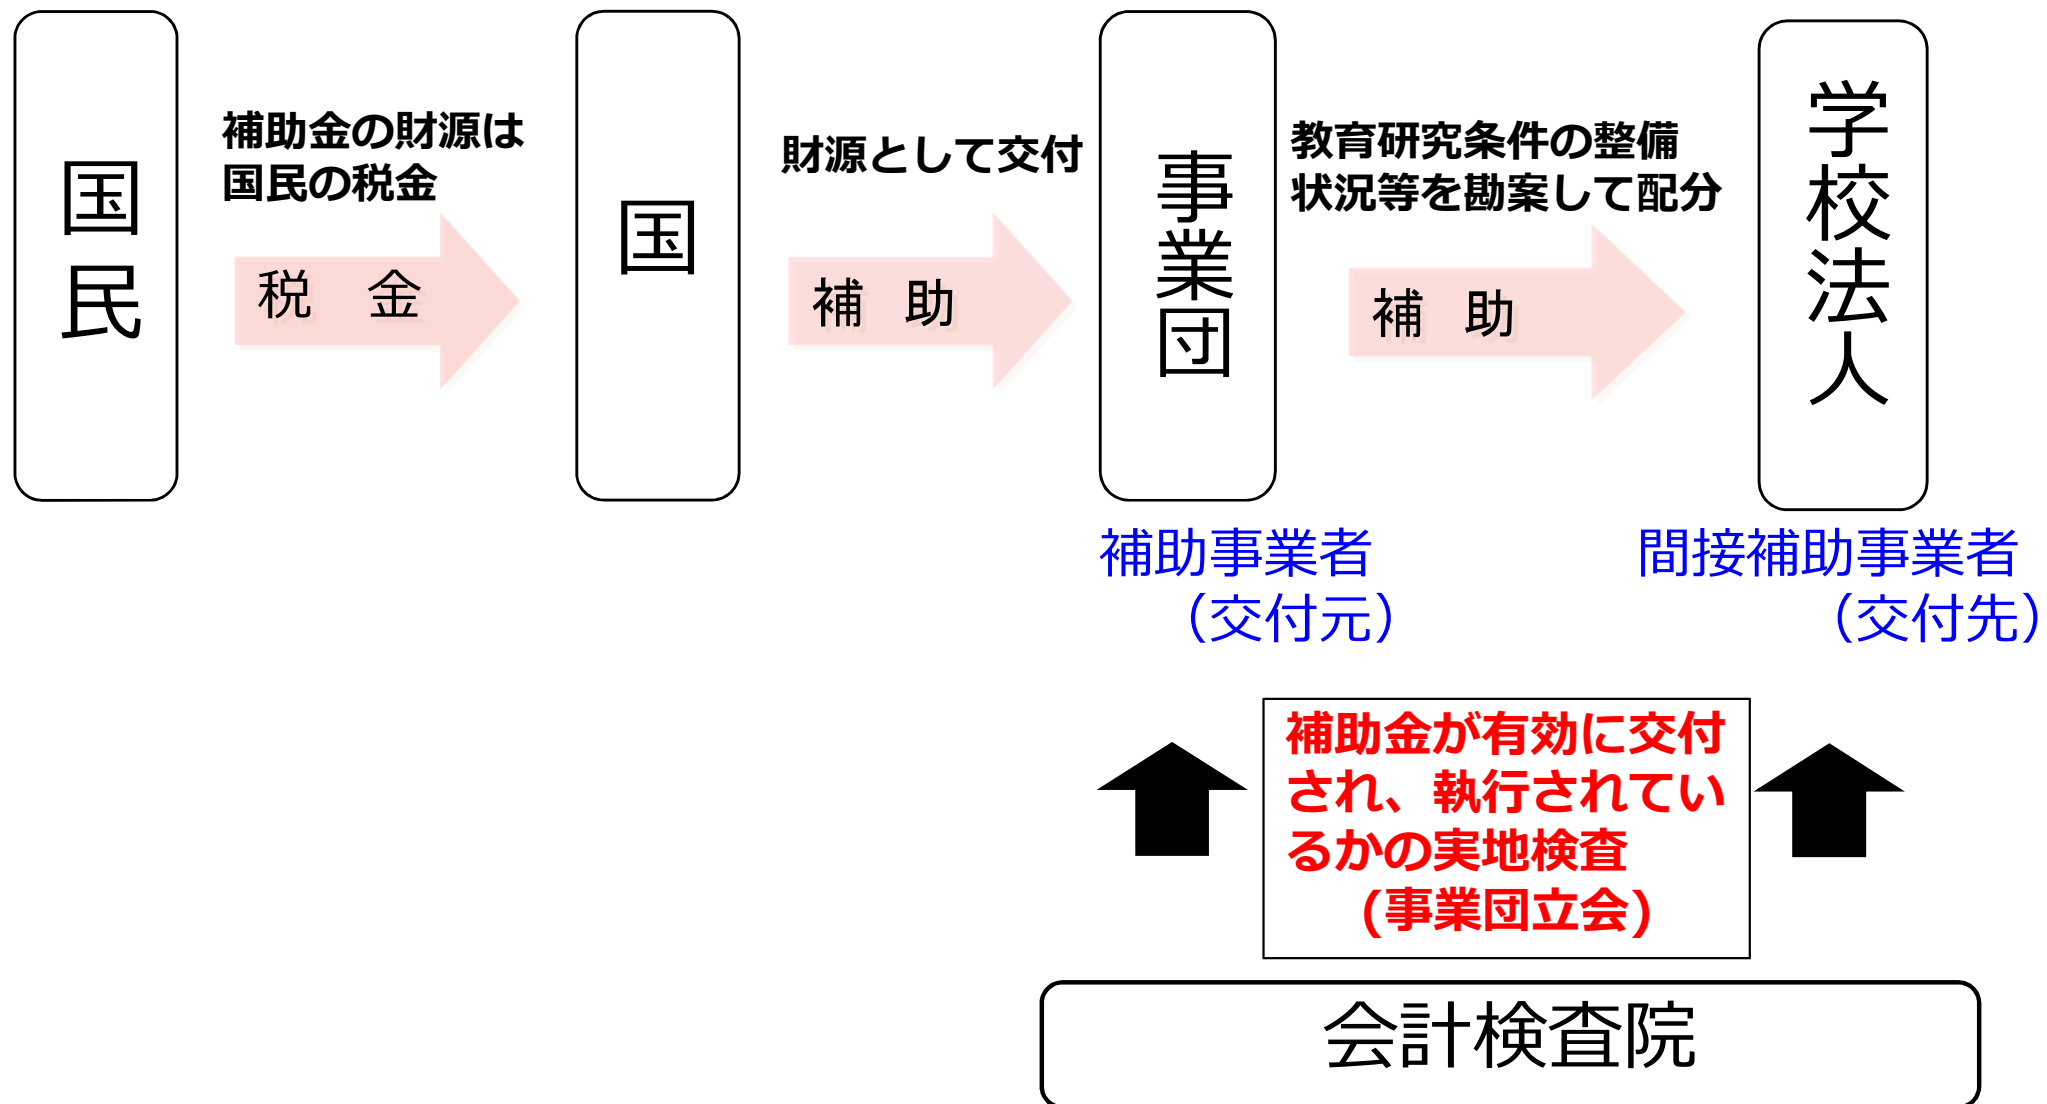 国民
補助金の財源は
国民の税金
税　金
国
財源として交付
補 助
事業団
教育研究条件の整備
状況等を勘案して配分
補 助
学校法人
補助事業者
（交付元）
間接補助事業者
（交付先）
補助金が有効に交付
され、執行されてい
るかの実地検査
(事業団立会)
会計検査院